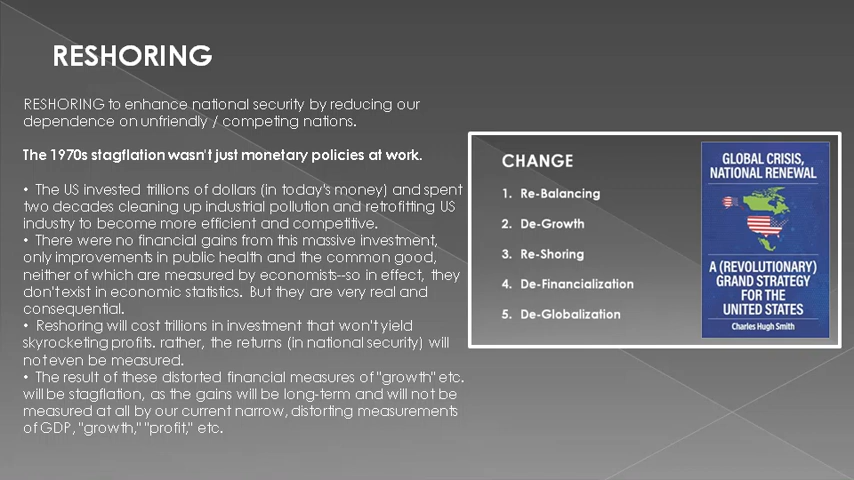 RESHORING
RESHORING to enhance national security by reducing our
dependence on unfriendly / competing nations.
The 1970s stagflation wasn't just monetary policies at work.
• The US invested trillions of dollars (in today's money) and spent
two decades cleaning up industrial pollution and retrofitting US
industry to become more efficient and competitive.
• There were no financial gains from this massive investment,
only improvements in public health and the common good,
neither of which are measured by economists--so in effect, they
don't exist in economic statistics. But they are very real and
consequential.
• Reshoring will cost trillions in investment that won't yield
skyrocketing profits. rather, the returns (in national security) will
not even be measured.
• The result of these distorted financial measures of "growth" etc.
will be stagflation, as the gains will be long-term and will not be
measured at all by our current narrow, distorting measurements
of GDP, "growth," "profit," etc.
CHANGE
1. Re-Balancing
2. De-Growth
3. Re-Shoring
4. De-Financialization
5. De-Globalization
GLOBAL CRISIS,
NATIONAL RENEWAL
A (REVOLUTIONARY)
GRAND STRATEGY
FOR THE
UNITED STATES
Charles Hugh Smith